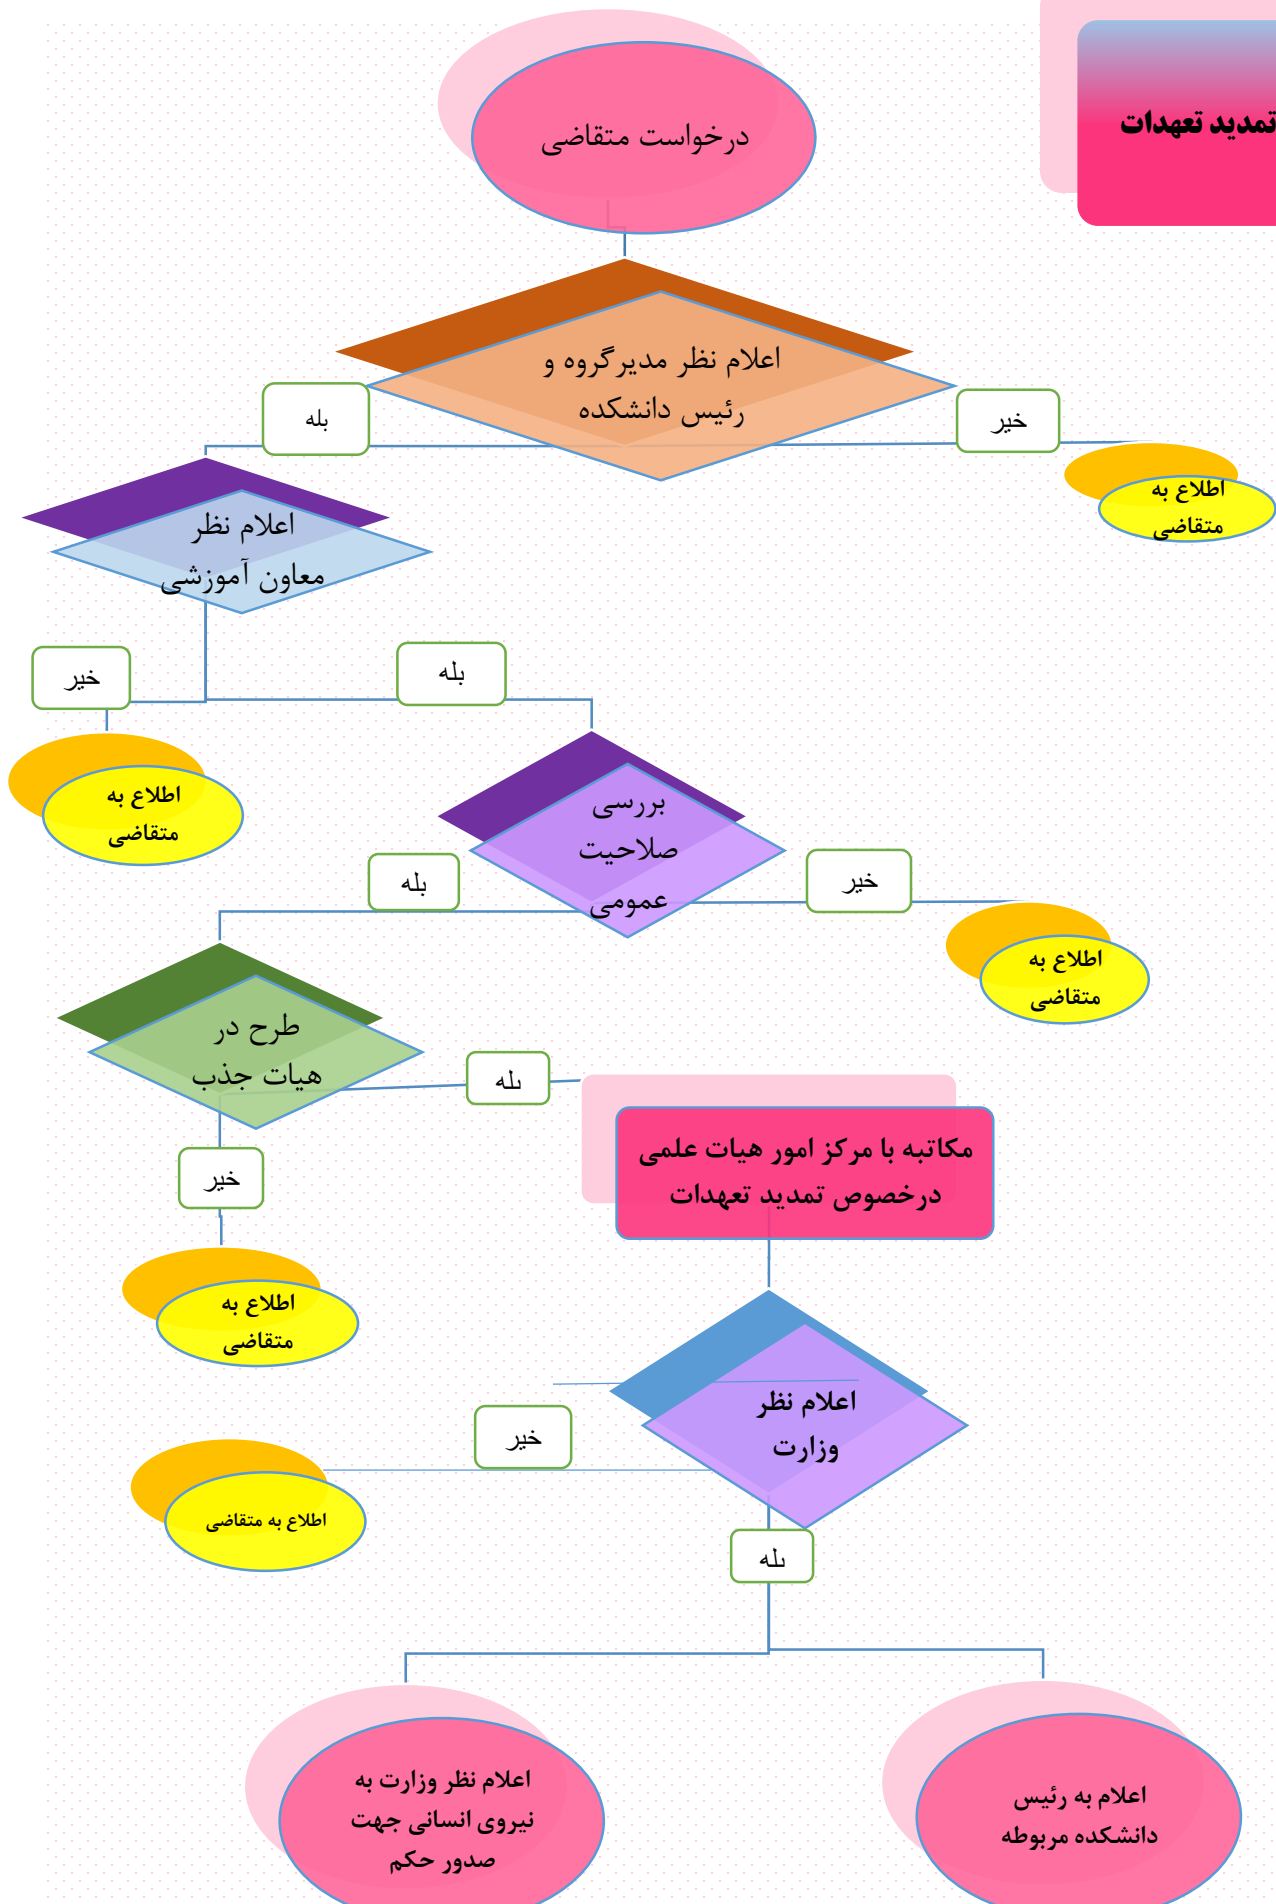 تمدید تعهدات
درخواست متقاضی
اعلام نظر مدیرگروه و
رئیس دانشکده
بله
خیر
اطلاع به
متقاضی
اعلام نظر
معاون آموزشی
خیر
بله
اطلاع به
متقاضی
بررسی
صلاحیت
عمومی
بله
خیر
اطلاع به
متقاضی
طرح در
هیات جذب
بله
خیر
مکاتبه با مرکز امور هیات علمی
درخصوص تمدید تعهدات
اطلاع به
متقاضی
اعلام نظر
وزارت
خیر
اطلاع به متقاضی
بله
اعلام نظر وزارت به
نیروی انسانی جهت
صدور حکم
اعلام به رئیس
دانشکده مربوطه